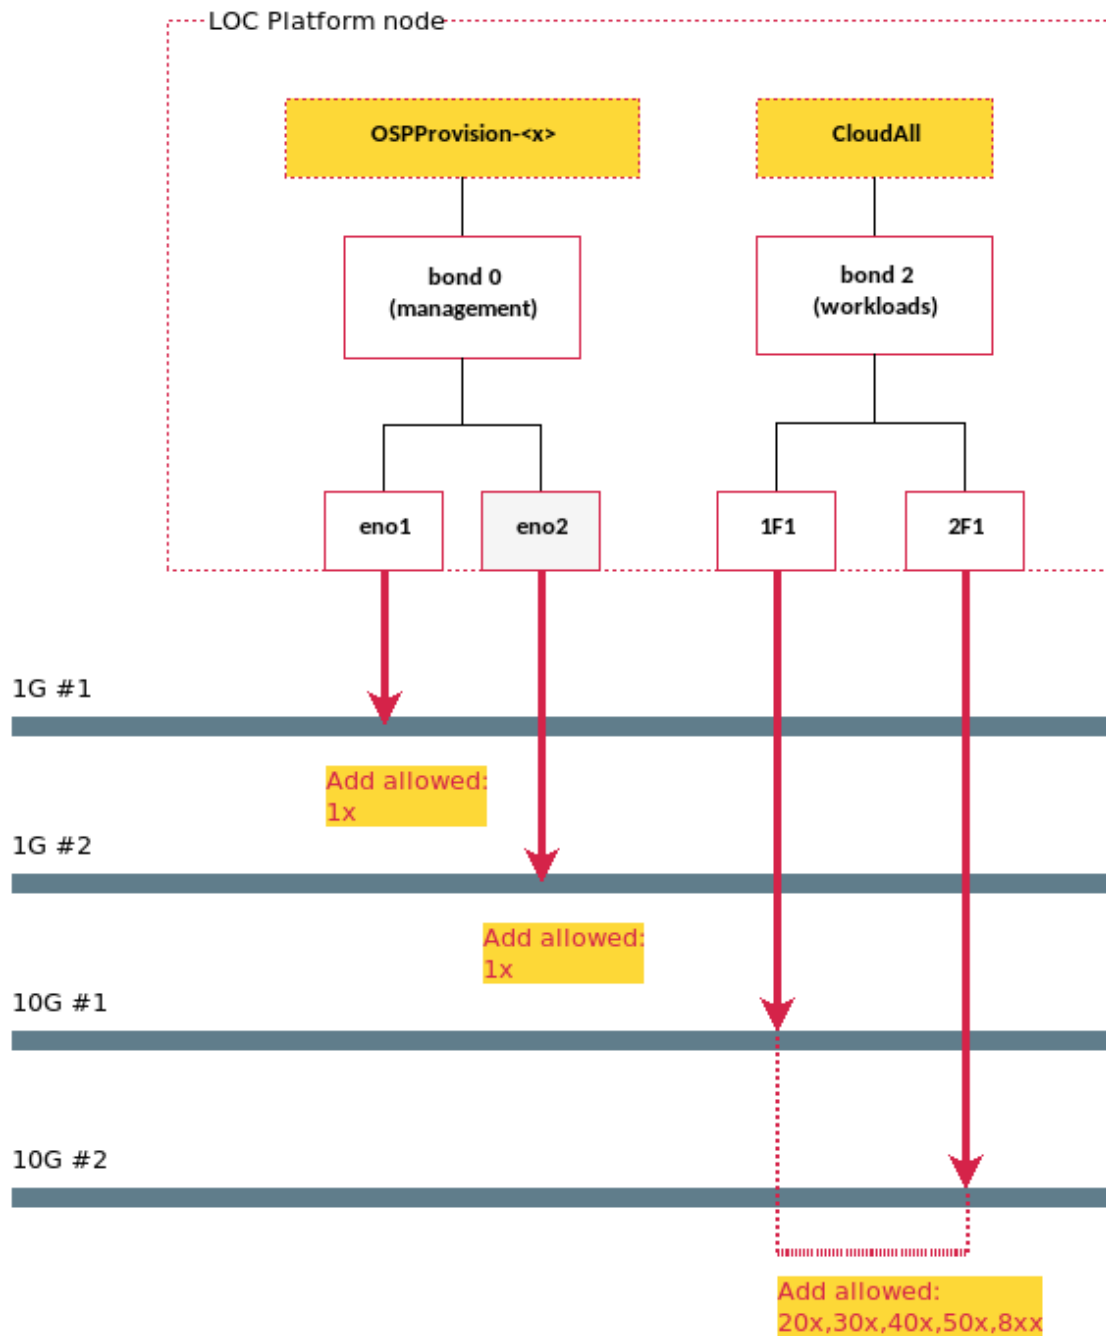 LOC Platform node
OSPProvision-<x>
CloudAll
bond 0
(management)
bond 2
(workloads)
eno1
eno2
1F1
2F1
1G #1
Add allowed:
1x
1G #2
Add allowed:
1x
10G #1
10G #2
Add allowed:
20x,30x,40x,50x,8xx